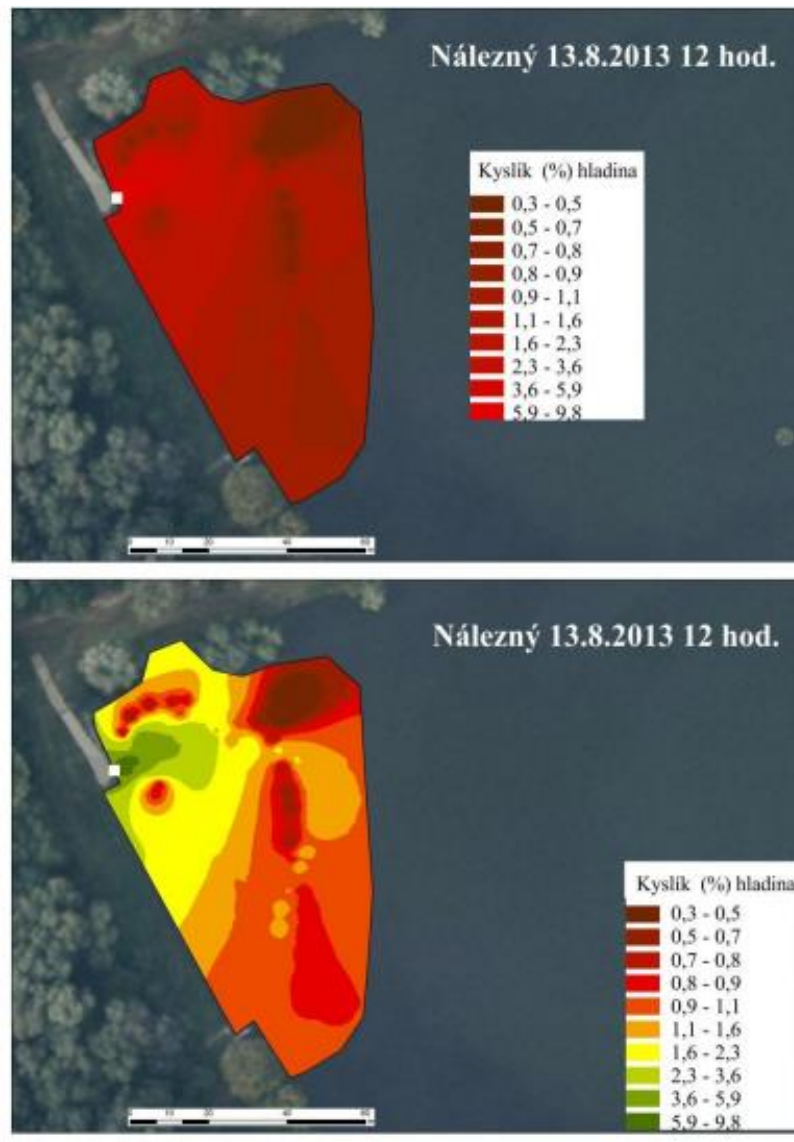 Nálezný 13.8.2013 12 hod.
Kyslík (%) hladina
0,3 - 0,5
0,5 - 0,7
0,7 - 0,8
0,8 - 0,9
0,9 - 1,1
1,1 - 1,6
1,6 - 2,3
2,3 - 3,6
3,6 - 5,9
5,9 - 9,8
Nálezný 13.8.2013 12 hod.
Kyslík (%) hladina
0,3 - 0,5
0,5 - 0,7
0,7 - 0,8
0,8 - 0,9
0,9 - 1,1
1,1 - 1,6
1,6 - 2,3
2,3 - 3,6
3,6 - 5,9
5,9 - 9,8